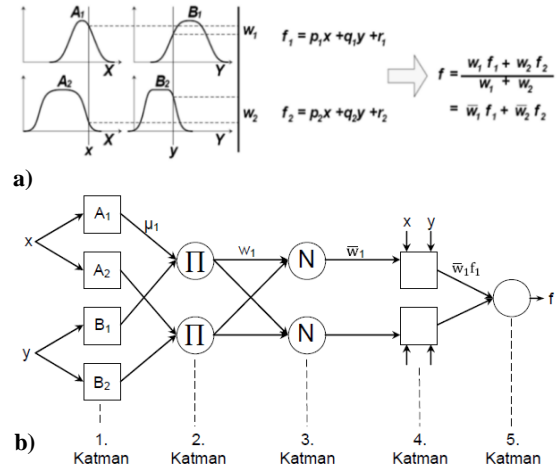 A₁ B₁
w₁ f₁ = p₁x + q₁y + r₁
X Y
f = (w₁ f₁ + w₂ f₂) / (w₁ + w₂)
= w̅₁ f₁ + w̅₂ f₂
A₂ B₂
w₂ f₂ = p₂x + q₂y + r₂
X Y
x y
a)
A₁ μ₁ x y
x w₁ w̅₁ w̅₁f₁
Π N
A₂
f
B₁
y Π N
B₂
b)
1. 2. 3. 4. 5.
Katman Katman Katman Katman Katman